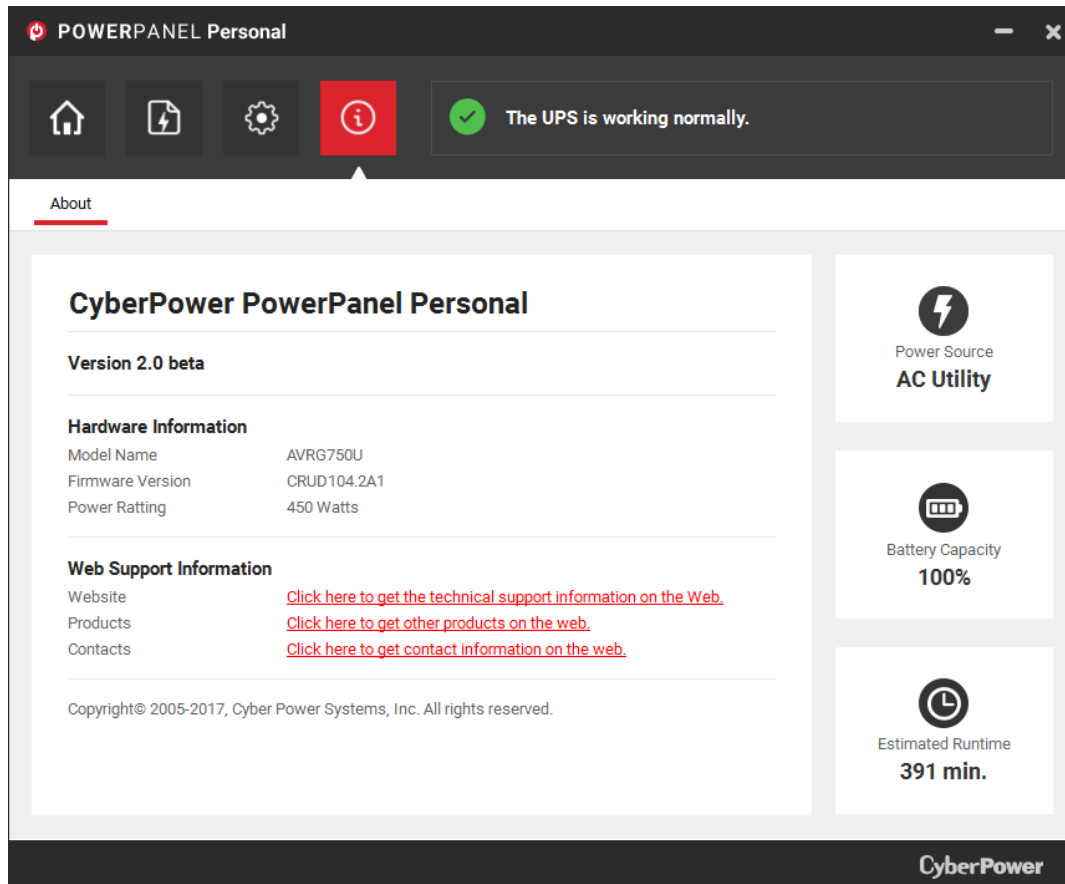 POWERPANEL Personal
The UPS is working normally.
About
CyberPower PowerPanel Personal
Version 2.0 beta
Hardware Information
Model Name AVRG750U
Firmware Version CRUD104.2A1
Power Ratting 450 Watts
Web Support Information
Website Click here to get the technical support information on the Web.
Products Click here to get other products on the web.
Contacts Click here to get contact information on the web.
Copyright© 2005-2017, Cyber Power Systems, Inc. All rights reserved.
Power Source
AC Utility
Battery Capacity
100%
Estimated Runtime
391 min.
CyberPower